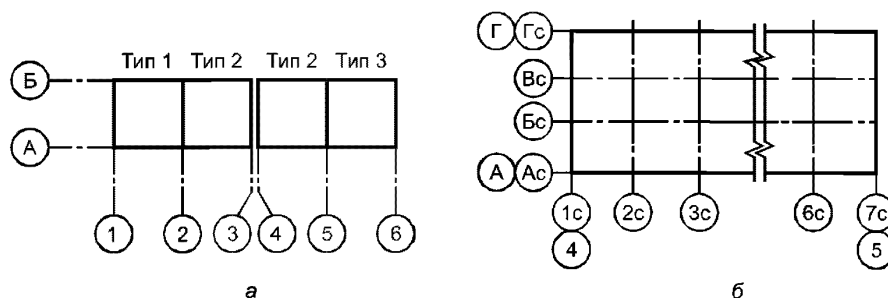 Тип 1 Тип 2 Тип 2 Тип 3
Б
А
1 2 3 4 5 6
а
Г Гс
Вс
Бс
А Ас
1с 2с 3с 6с 7с
4 5
б